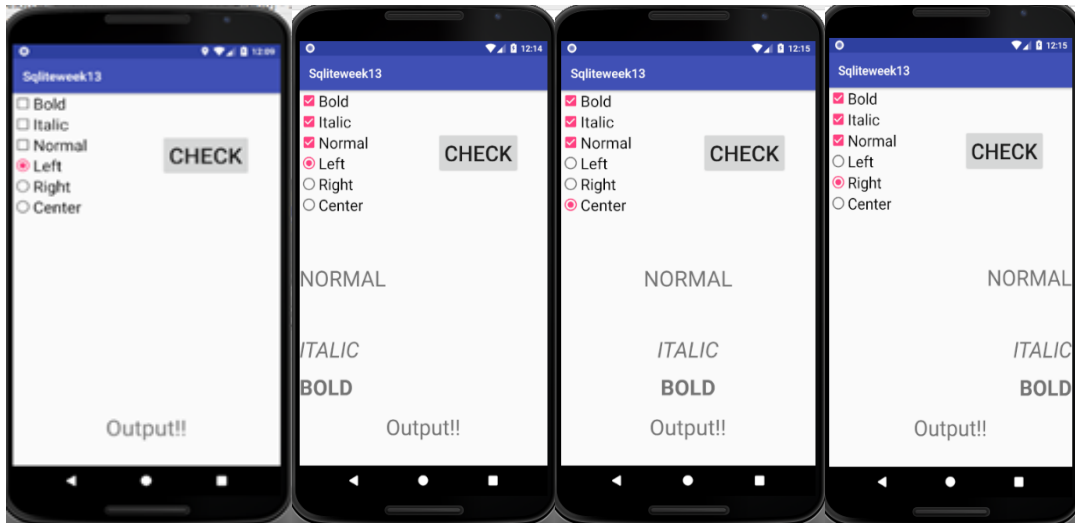 12:09
Sqliteweek13
Bold
Italic
Normal
CHECK
Left
Right
Center
Output!!
12:14
Sqliteweek13
Bold
Italic
Normal
CHECK
Left
Right
Center
NORMAL
ITALIC
BOLD
Output!!
12:15
Sqliteweek13
Bold
Italic
Normal
CHECK
Left
Right
Center
NORMAL
ITALIC
BOLD
Output!!
12:15
Sqliteweek13
Bold
Italic
Normal
CHECK
Left
Right
Center
NORMAL
ITALIC
BOLD
Output!!